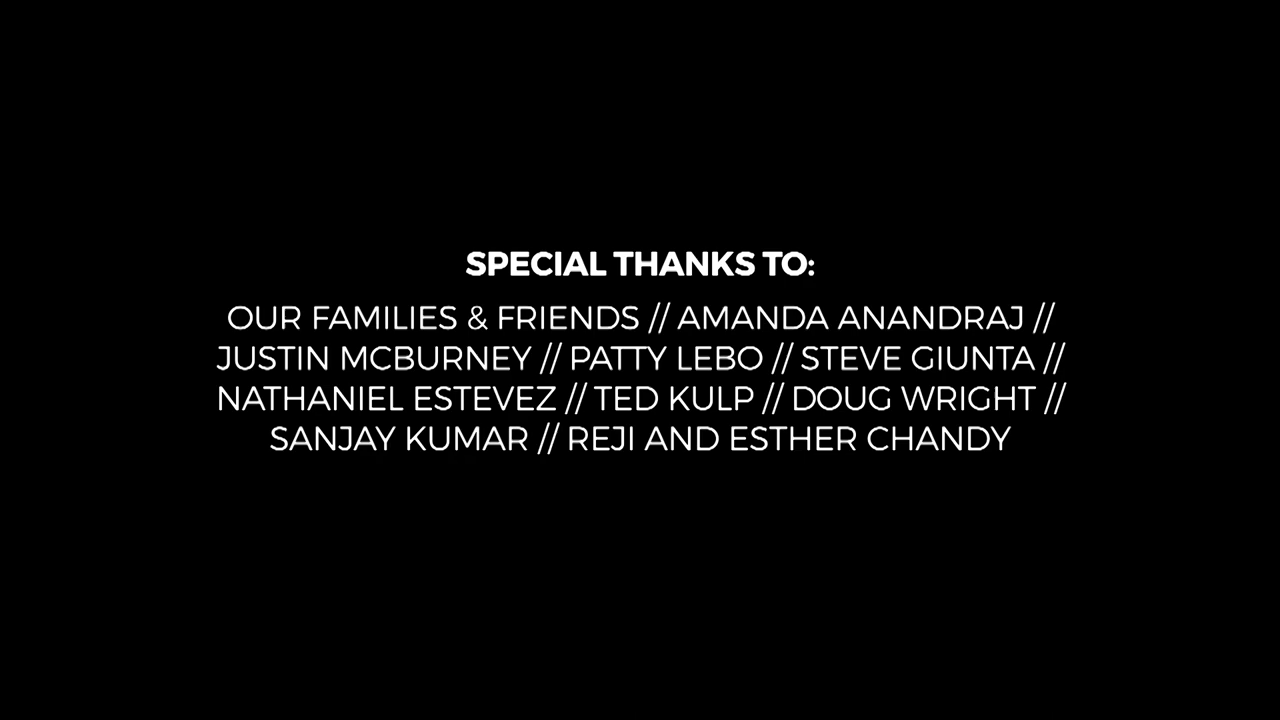 SPECIAL THANKS TO:
OUR FAMILIES & FRIENDS // AMANDA ANANDRAJ //
JUSTIN MCBURNEY // PATTY LEBO // STEVE GIUNTA //
NATHANIEL ESTEVEZ // TED KULP // DOUG WRIGHT //
SANJAY KUMAR // REJI AND ESTHER CHANDY